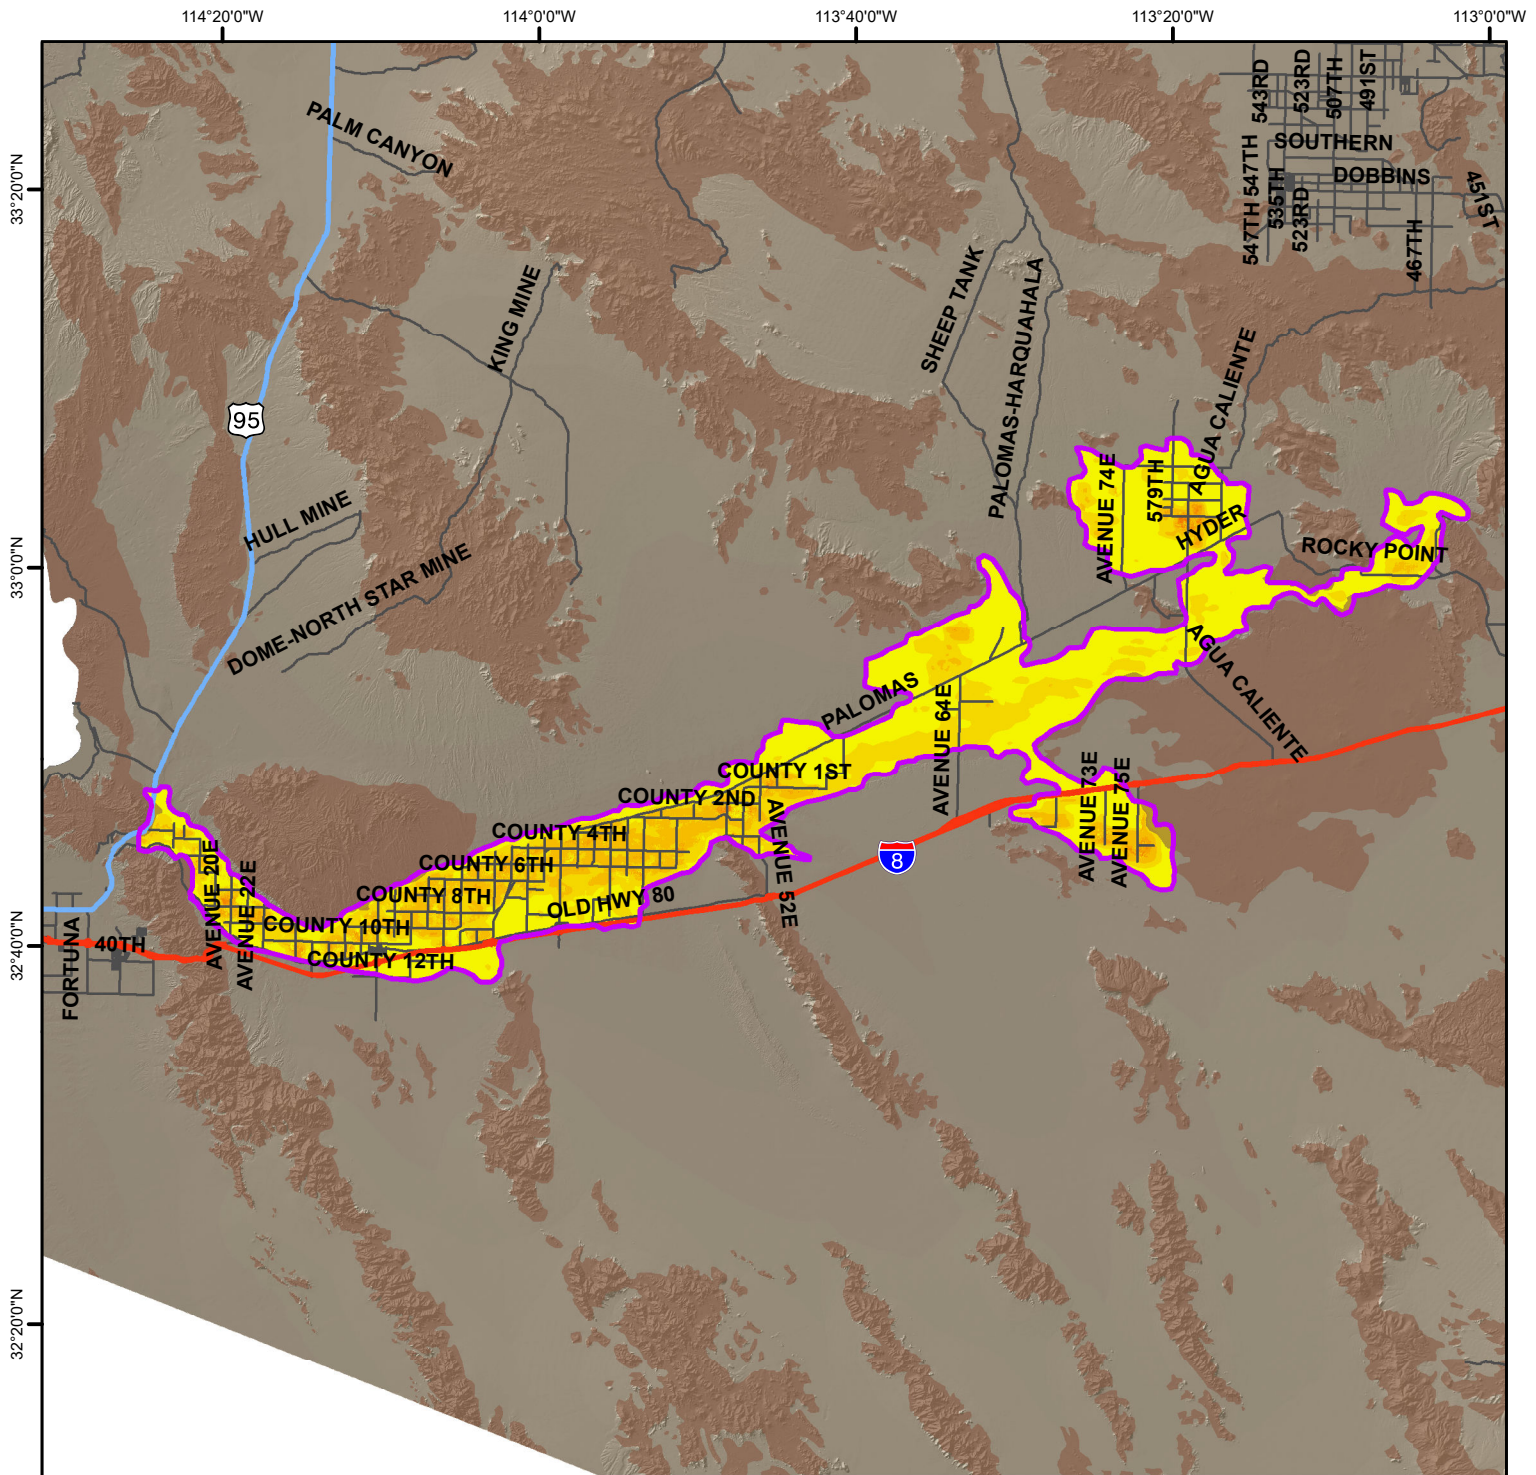 114°20'0"W
114°0'0"W
113°40'0"W
113°20'0"W
113°0'0"W
33°20'0"N
33°0'0"N
32°40'0"N
32°20'0"N
PALM CANYON
543RD
523RD
507TH
491ST
SOUTHERN
DOBBINS
547TH
547TH
535TH
523RD
467TH
451ST
KING MINE
SHEEP TANK
PALOMAS-HARQUAHALA
AGUA CALIENTE
95
HULL MINE
DOME-NORTH STAR MINE
AVENUE 74E
579TH
HYDER
ROCKY POINT
AGUA CALIENTE
PALOMAS
AVENUE 64E
COUNTY 1ST
COUNTY 2ND
COUNTY 4TH
COUNTY 6TH
COUNTY 8TH
COUNTY 10TH
COUNTY 12TH
OLD HWY 80
AVENUE 52E
8
AVENUE 73E
AVENUE 75E
AVENUE 20E
AVENUE 22E
40TH
FORTUNA